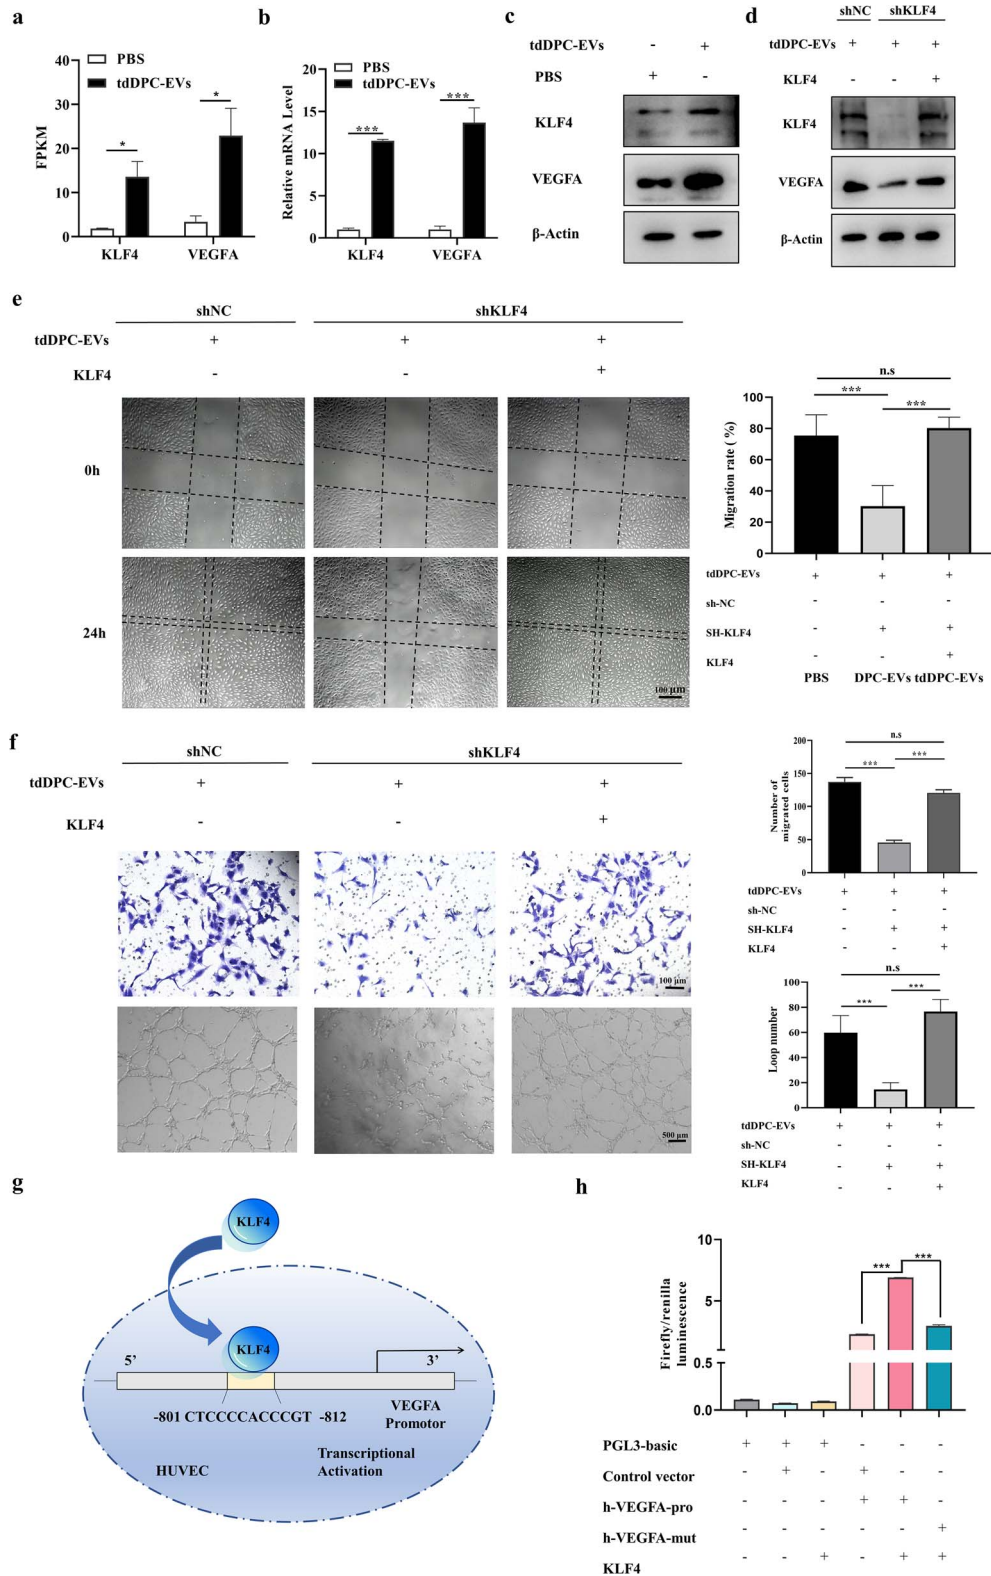 a
PBS
tdDPC-EVs
FPKM
60
40
20
0
*
*
KLF4
VEGFA
b
PBS
tdDPC-EVs
Relative mRNA Level
20
15
10
5
0
***
***
KLF4
VEGFA
c
tdDPC-EVs - +
PBS + -
KLF4
VEGFA
β-Actin
d
shNC shKLF4
tdDPC-EVs + + +
KLF4 - - +
KLF4
VEGFA
β-Actin
e
shNC shKLF4
tdDPC-EVs + + +
KLF4 - - +
0h
24h
100 μm
Migration rate ( %)
100
80
60
40
20
0
n.s
***
***
tdDPC-EVs + + +
sh-NC - - -
SH-KLF4 - + +
KLF4 - - +
PBS DPC-EVs tdDPC-EVs
f
shNC shKLF4
tdDPC-EVs + + +
KLF4 - - +
100 μm
500 μm
Number of
migrated cells
200
150
100
50
0
n.s
***
***
tdDPC-EVs + + +
sh-NC - - -
SH-KLF4 - + +
KLF4 - - +
Loop number
100
80
60
40
20
0
n.s
***
***
tdDPC-EVs + + +
sh-NC - - -
SH-KLF4 - + +
KLF4 - - +
g
KLF4
KLF4
5' 3'
-801 CTCCCCACCCGT -812
VEGFA
Promotor
HUVEC
Transcriptional
Activation
h
Firefly/renilla
luminescence
10
5
0.5
0.0
***
***
PGL3-basic + + + - - -
Control vector - + - + - -
h-VEGFA-pro - - - + + -
h-VEGFA-mut - - - - - +
KLF4 - - + - + +